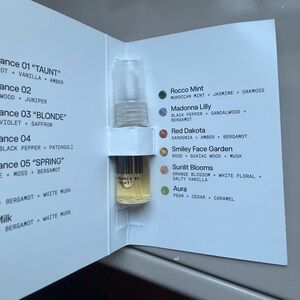 ance 01 "TAUNT"
OT + VANILLA + AMBER
ance 02
WOOD + JUNIPER
ance 03 "BLONDE"
VIOLET + SAFFRON
ance 04
BLACK PEPPER + PATCHOULI
ance 05 "SPRING"
E + MOSS + BERGAMOT
BERGAMOT + WHITE MUSK
Milk
+ BERGAMOT + WHITE MUSK
Rocco Mint
MOROCCAN MINT + JASMINE + OAKMOSS
Madonna Lilly
BLACK PEPPER + SANDALWOOD +
BERGAMOT
Red Dakota
GARDENIA + AMBER + BERGAMOT
Smiley Face Garden
ROSE + GUAIAC WOOD + MUSK
Sunlit Blooms
ORANGE BLOSSOM + WHITE FLORAL +
SALTY VANILLA
Aura
PEAR + CEDAR + CARAMEL